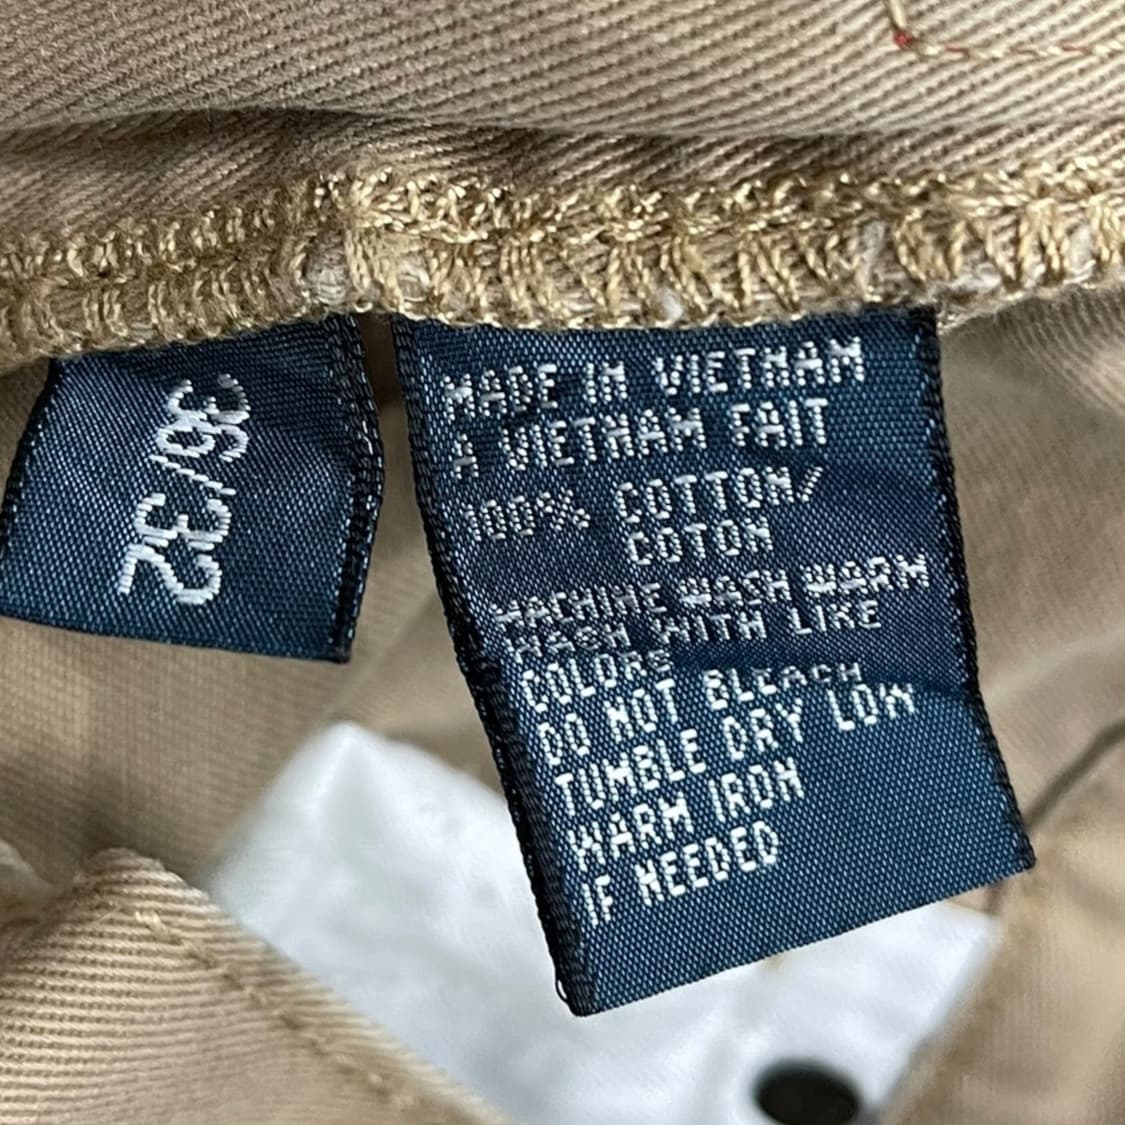 36/32
MADE IN VIETNAM
A VIETNAM FAIT
100% COTTON/
COTON
MACHINE WASH WARM
WASH WITH LIKE
COLORS
DO NOT BLEACH
TUMBLE DRY LOW
WARM IRON
IF NEEDED